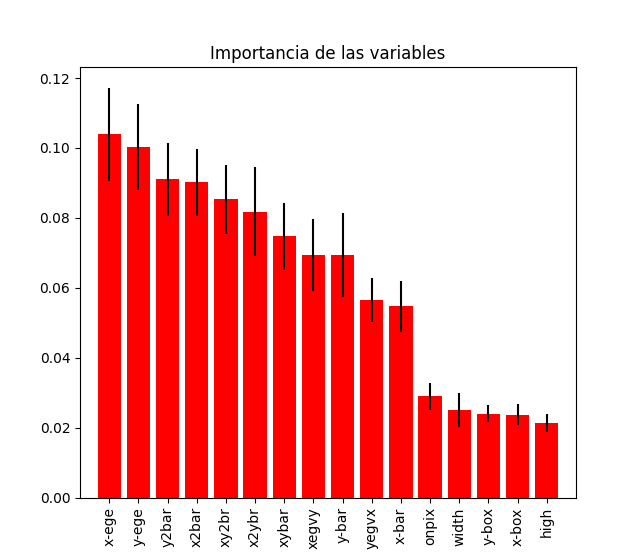 Importancia de las variables
0.12
0.10
0.08
0.06
0.04
0.02
0.00
x-ege
y-ege
y2bar
x2bar
xy2br
x2ybr
xybar
xegvy
y-bar
yegvx
x-bar
onpix
width
y-box
x-box
high